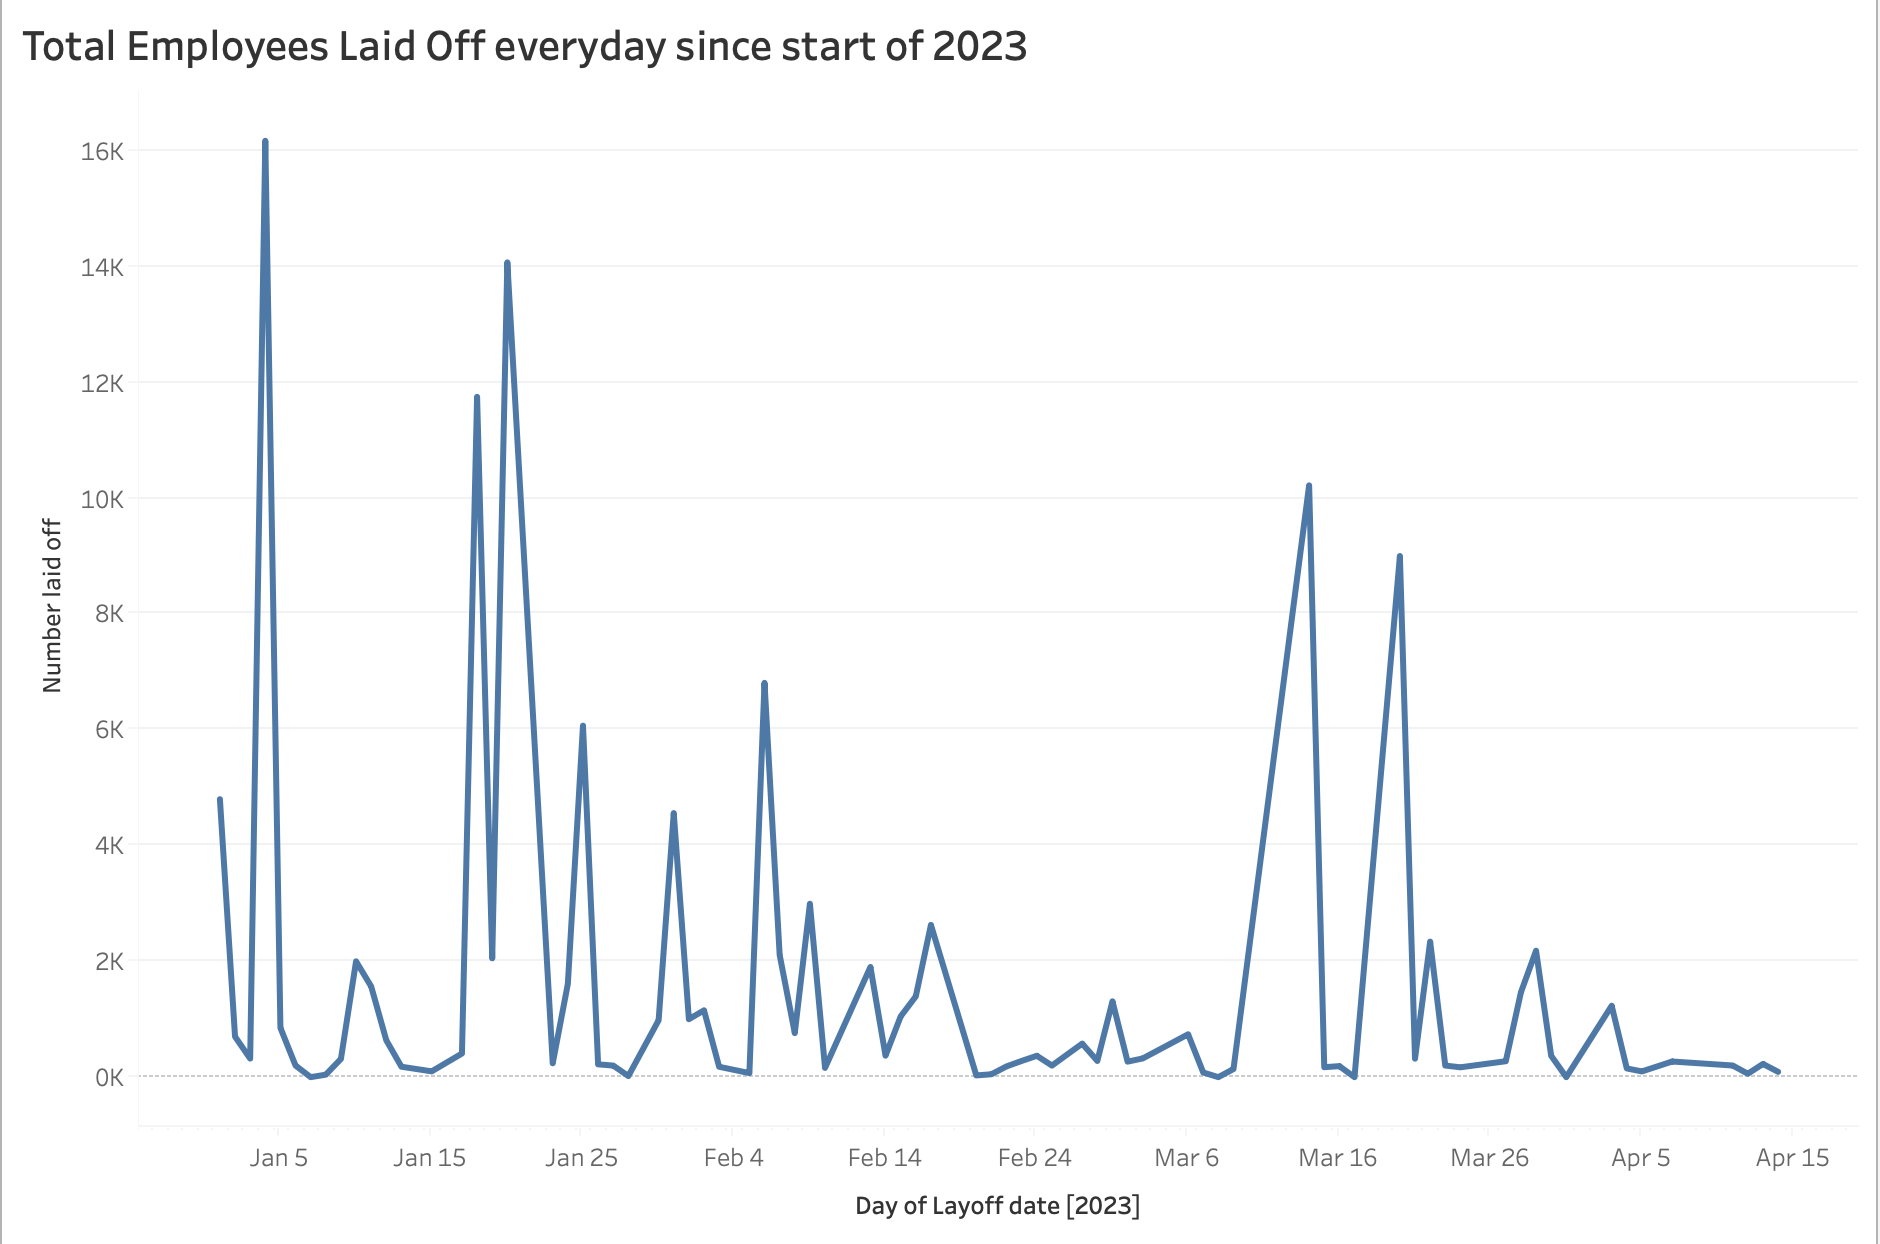 Total Employees Laid Off everyday since start of 2023
16K
14K
12K
10K
8K
6K
4K
2K
0K
Number laid off
Jan 5
Jan 15
Jan 25
Feb 4
Feb 14
Feb 24
Mar 6
Mar 16
Mar 26
Apr 5
Apr 15
Day of Layoff date [2023]